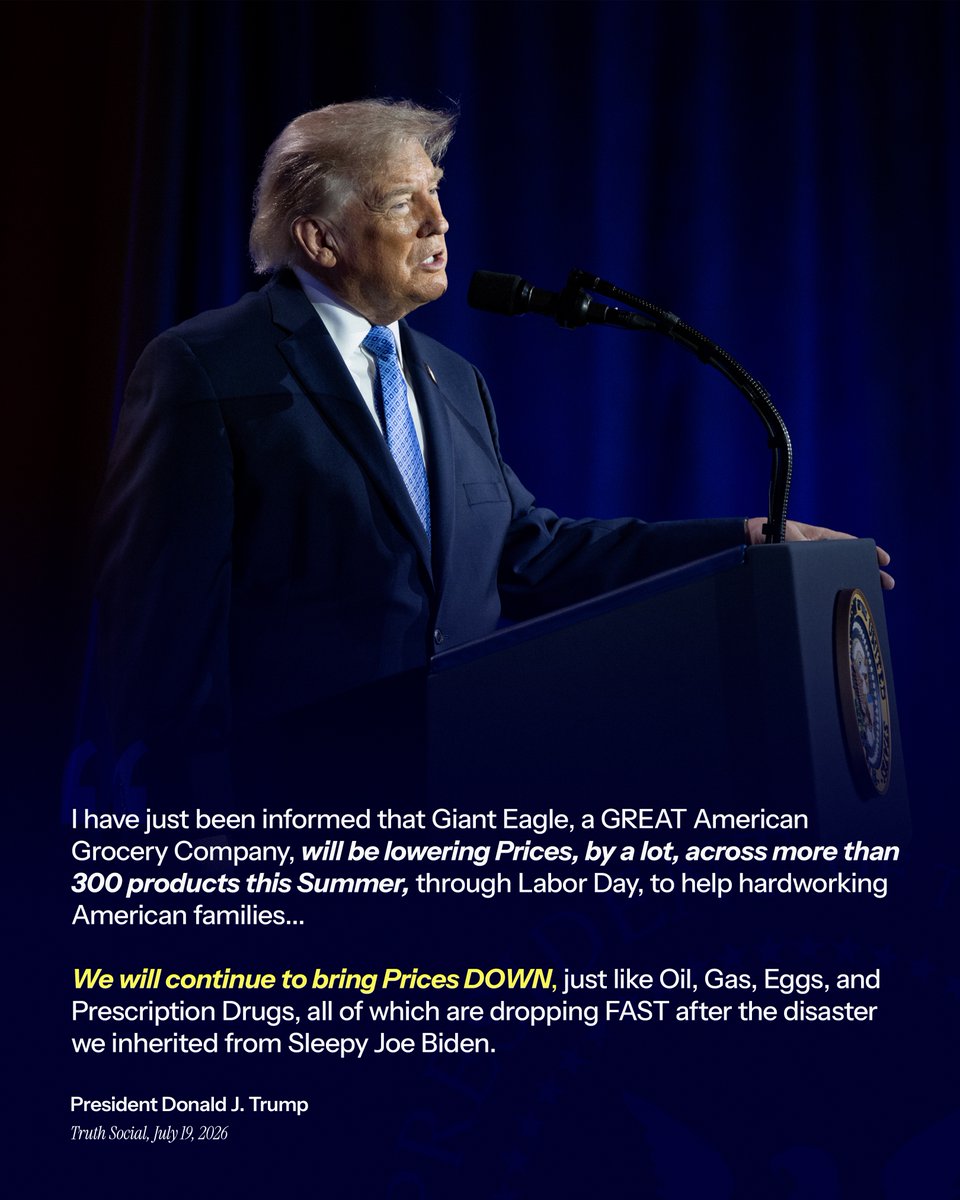 I have just been informed that Giant Eagle, a GREAT American
Grocery Company, will be lowering Prices, by a lot, across more than
300 products this Summer, through Labor Day, to help hardworking
American families...
We will continue to bring Prices DOWN, just like Oil, Gas, Eggs, and
Prescription Drugs, all of which are dropping FAST after the disaster
we inherited from Sleepy Joe Biden.
President Donald J. Trump
Truth Social, July 19, 2026